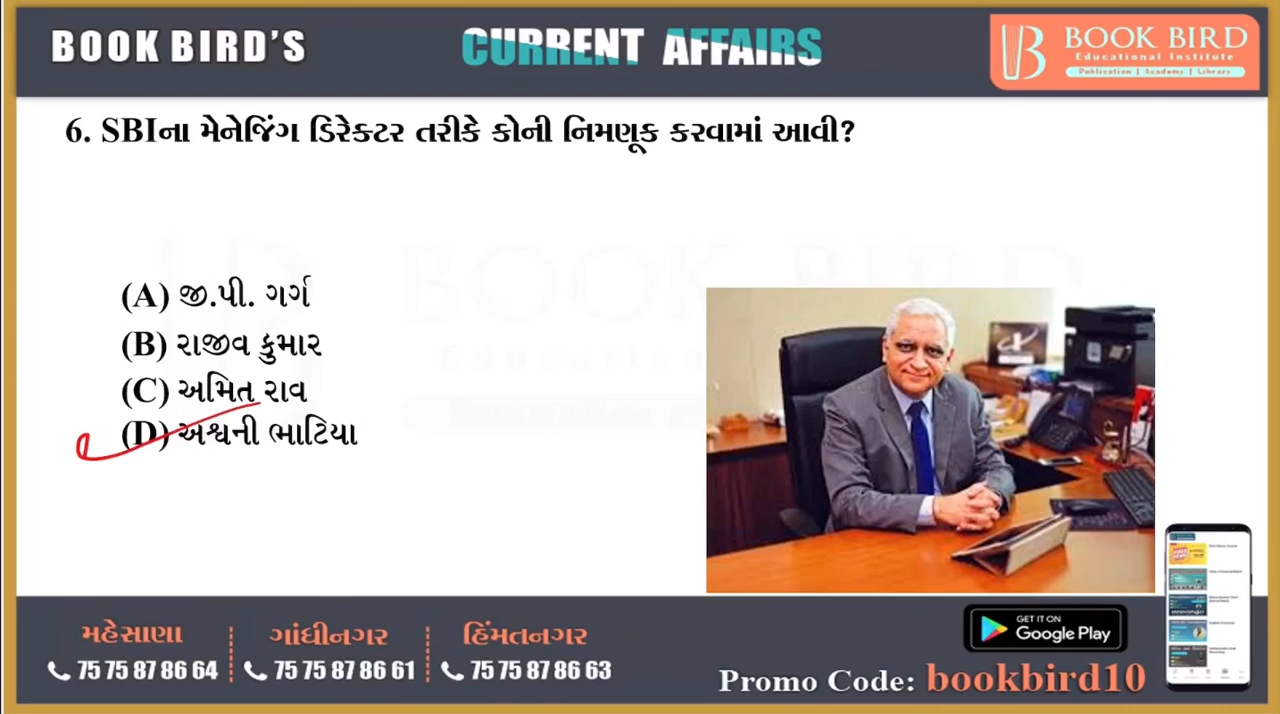 BOOK BIRD'S
CURRENT AFFAIRS
BOOK BIRD
Educational Institute
Publication | Academy | Library
6. SBIના મેનેજિંગ ડિરેક્ટર તરીકે કોની નિમણૂક કરવામાં આવી?
(A) જી.પી. ગર્ગ
(B) રાજીવ કુમાર
(C) અમિત રાવ
(D) અશ્વની ભાટિયા
BOOK BIRD
મહેસાણા
75 75 87 86 64
ગાંધીનગર
75 75 87 86 61
હિંમતનગર
75 75 87 86 63
GET IT ON
Google Play
Promo Code: bookbird10